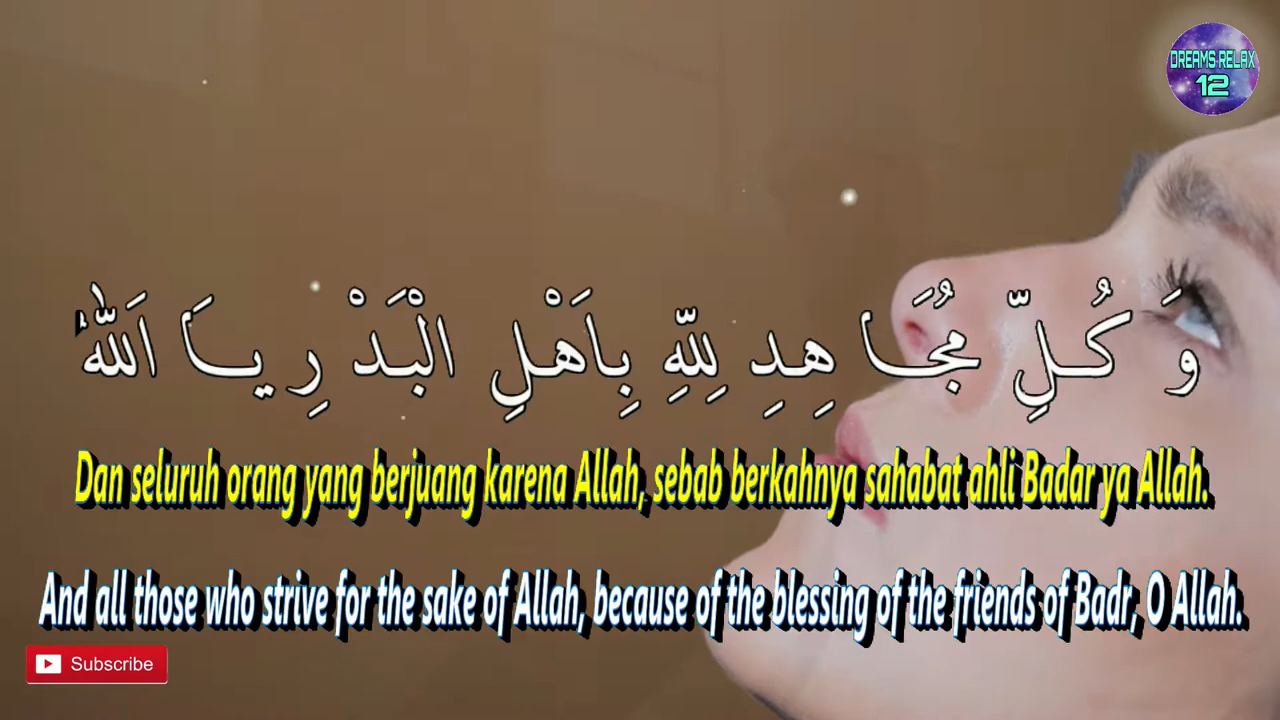 DREAMS RELAX
12
وَ كُلِّ مُجَا هِدِ لِلّٰهِ بِاَهْلِ الْبَدْ رِ يَا اَللهُ
Dan seluruh orang yang berjuang karena Allah, sebab berkahnya sahabat ahli Badar ya Allah.
And all those who strive for the sake of Allah, because of the blessing of the friends of Badr, O Allah.
Subscribe